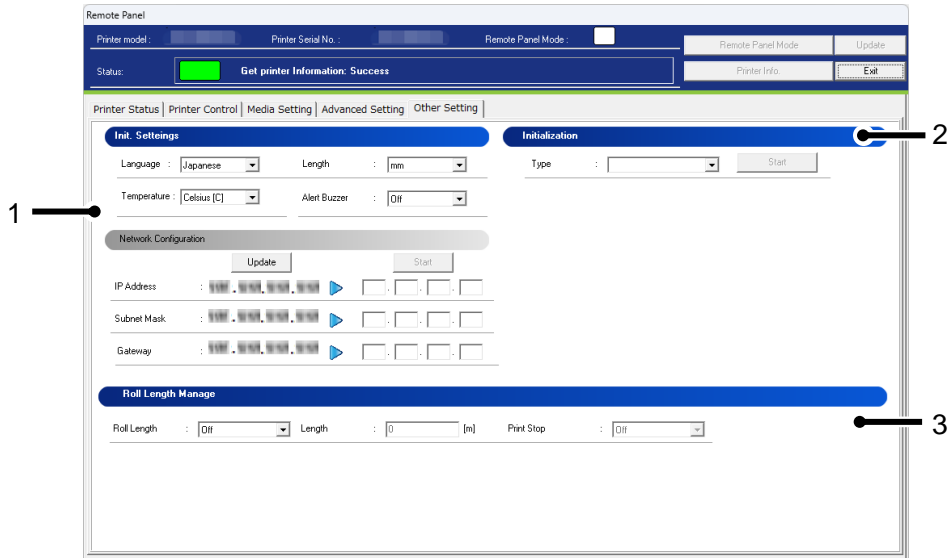 Remote Panel
Printer model : Printer Serial No. : Remote Panel Mode :
Remote Panel Mode Update
Status: Get printer Information: Success Printer Info. Exit
Printer Status Printer Control Media Setting Advanced Setting Other Setting
Init. Setteings Initialization 2
Language : Japanese Length : mm Type : Start
Temperature : Celsius [C] Alert Buzzer : Off
1
Network Configuration
Update Start
IP Address : . . . . . .
Subnet Mask : . . . . . .
Gateway : . . . . . .
Roll Length Manage
3
Roll Length : Off Length : 0 [m] Print Stop : Off